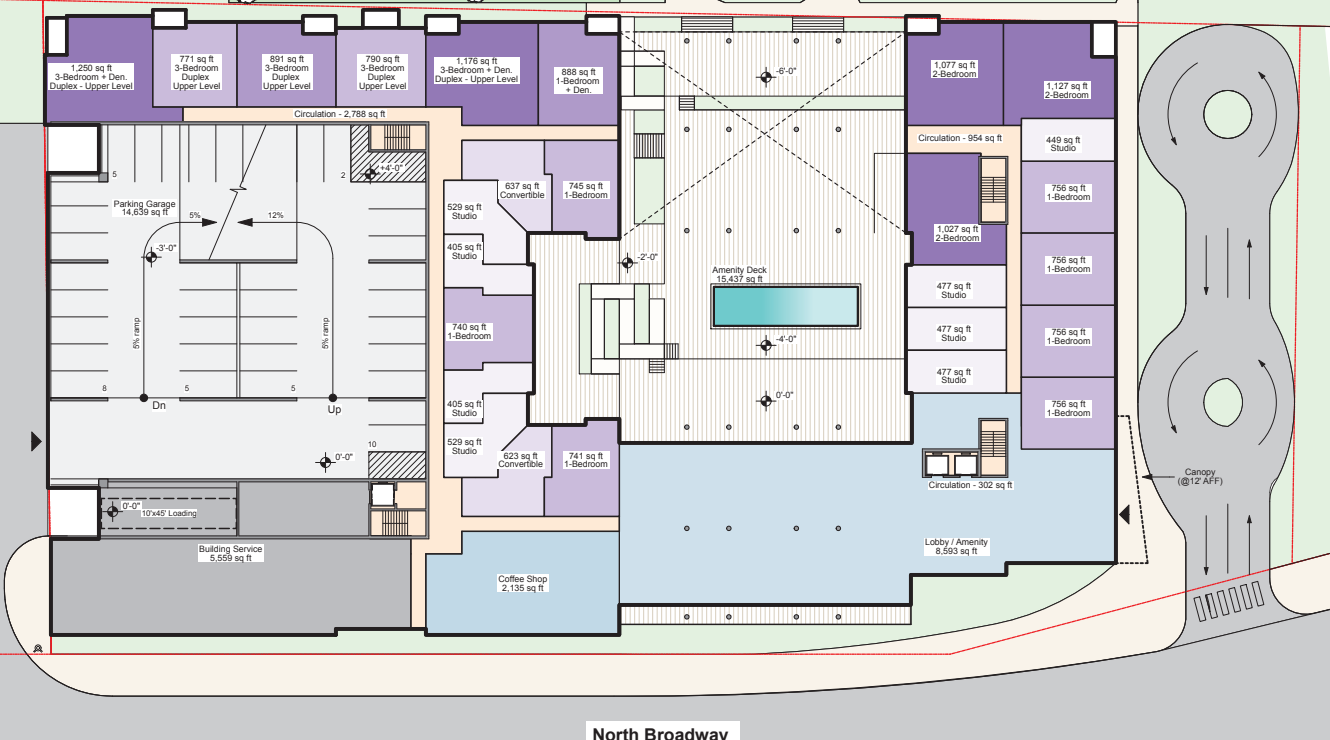 1,250 sq ft
3-Bedroom + Den.
Duplex - Upper Level
771 sq ft
3-Bedroom
Duplex
Upper Level
891 sq ft
3-Bedroom
Duplex
Upper Level
790 sq ft
3-Bedroom
Duplex
Upper Level
1,176 sq ft
3-Bedroom + Den.
Duplex - Upper Level
888 sq ft
1-Bedroom
+ Den.
-6'-0"
1,077 sq ft
2-Bedroom
1,127 sq ft
2-Bedroom
Circulation - 2,788 sq ft
Circulation - 954 sq ft
449 sq ft
Studio
5
2
+4'-0"
Parking Garage
14,639 sq ft
5%
12%
-3'-0"
637 sq ft
Convertible
745 sq ft
1-Bedroom
529 sq ft
Studio
405 sq ft
Studio
-2'-0"
756 sq ft
1-Bedroom
1,027 sq ft
2-Bedroom
756 sq ft
1-Bedroom
Amenity Deck
15,437 sq ft
477 sq ft
Studio
5% ramp
5% ramp
740 sq ft
1-Bedroom
-4'-0"
477 sq ft
Studio
756 sq ft
1-Bedroom
477 sq ft
Studio
8
5
5
Dn
Up
405 sq ft
Studio
0'-0"
756 sq ft
1-Bedroom
529 sq ft
Studio
10
0'-0"
623 sq ft
Convertible
741 sq ft
1-Bedroom
Circulation - 302 sq ft
Canopy
(@12' AFF)
0'-0"
10'x45' Loading
Building Service
5,559 sq ft
Lobby / Amenity
8,593 sq ft
Coffee Shop
2,135 sq ft
North Broadway